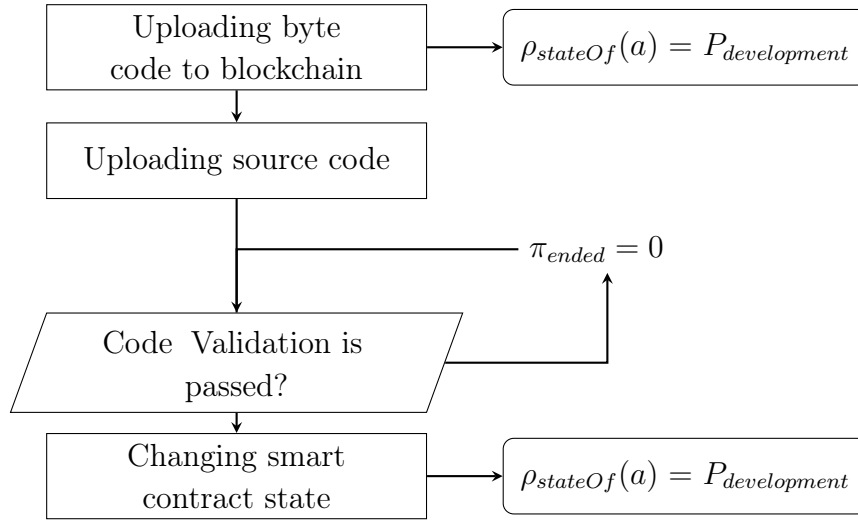 Uploading byte
code to blockchain
ρ_{stateOf}(a) = P_{development}
Uploading source code
π_{ended} = 0
Code Validation is
passed?
Changing smart
contract state
ρ_{stateOf}(a) = P_{development}